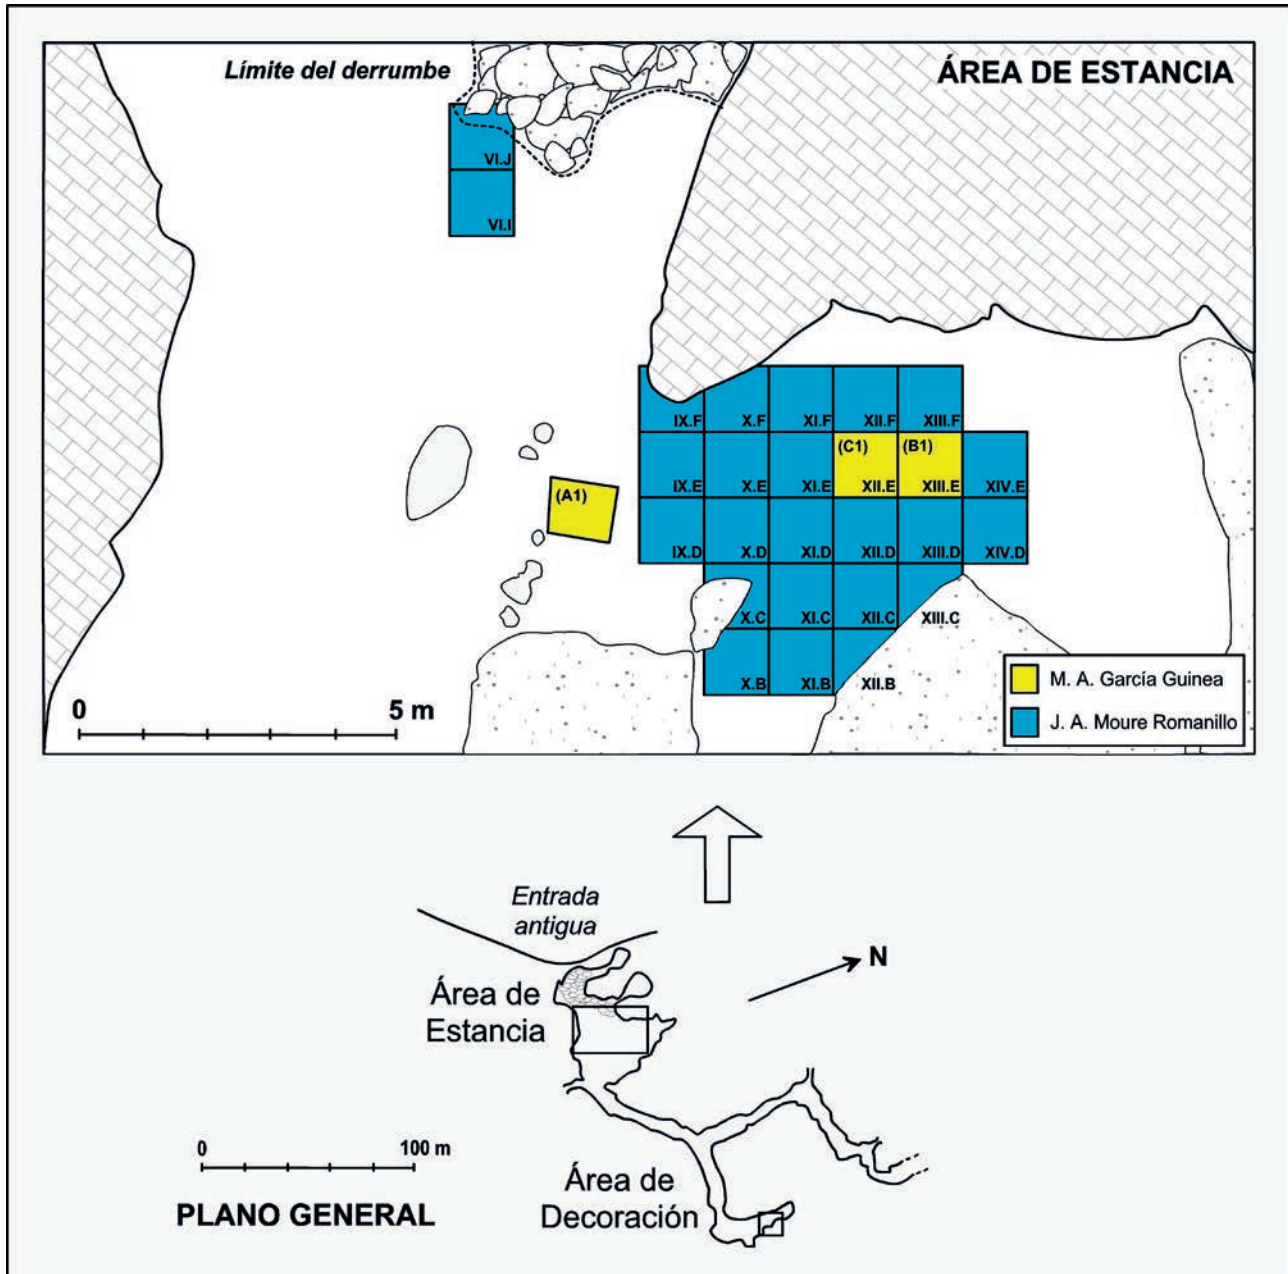 Límite del derrumbe
ÁREA DE ESTANCIA
VI.J
VI.I
IX.F X.F XI.F XII.F XIII.F
(C1) (B1)
IX.E X.E XI.E XII.E XIII.E XIV.E
(A1)
IX.D X.D XI.D XII.D XIII.D XIV.D
X.C XI.C XII.C XIII.C
X.B XI.B XII.B
M. A. García Guinea
J. A. Moure Romanillo
0 5 m
Entrada
antigua
N
Área de
Estancia
0 100 m
PLANO GENERAL
Área de
Decoración